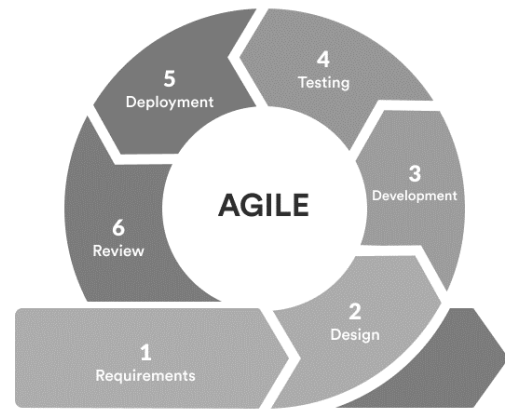 AGILE
1
Requirements
2
Design
3
Development
4
Testing
5
Deployment
6
Review